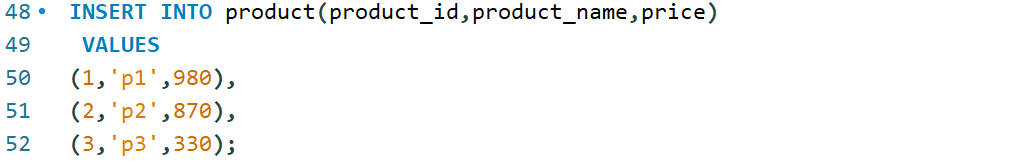 48 INSERT INTO product(product_id,product_name,price)
49 VALUES
50 (1,'p1',980),
51 (2,'p2',870),
52 (3,'p3',330);